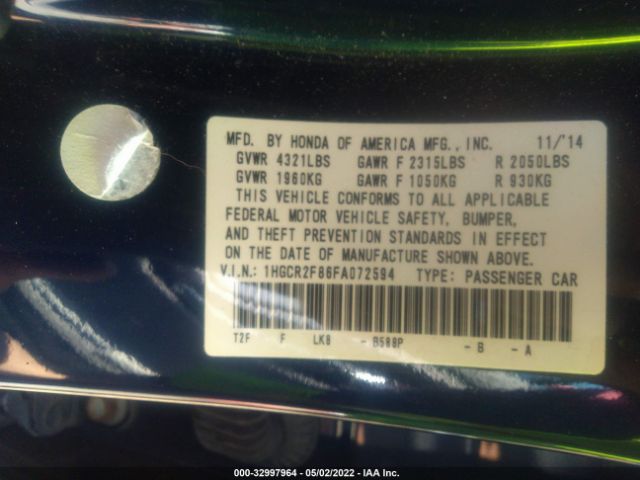 MFD. BY HONDA OF AMERICA MFG., INC. 11/'14
GVWR 4321LBS GAWR F 2315LBS R 2050LBS
GVWR 1960KG GAWR F 1050KG R 930KG
THIS VEHICLE CONFORMS TO ALL APPLICABLE
FEDERAL MOTOR VEHICLE SAFETY, BUMPER,
AND THEFT PREVENTION STANDARDS IN EFFECT
ON THE DATE OF MANUFACTURE SHOWN ABOVE.
V.I.N.: 1HGCR2F86FA072594 TYPE: PASSENGER CAR
T2F F LK8 - B588P - B - A
000-32997964 - 05/02/2022 - IAA Inc.